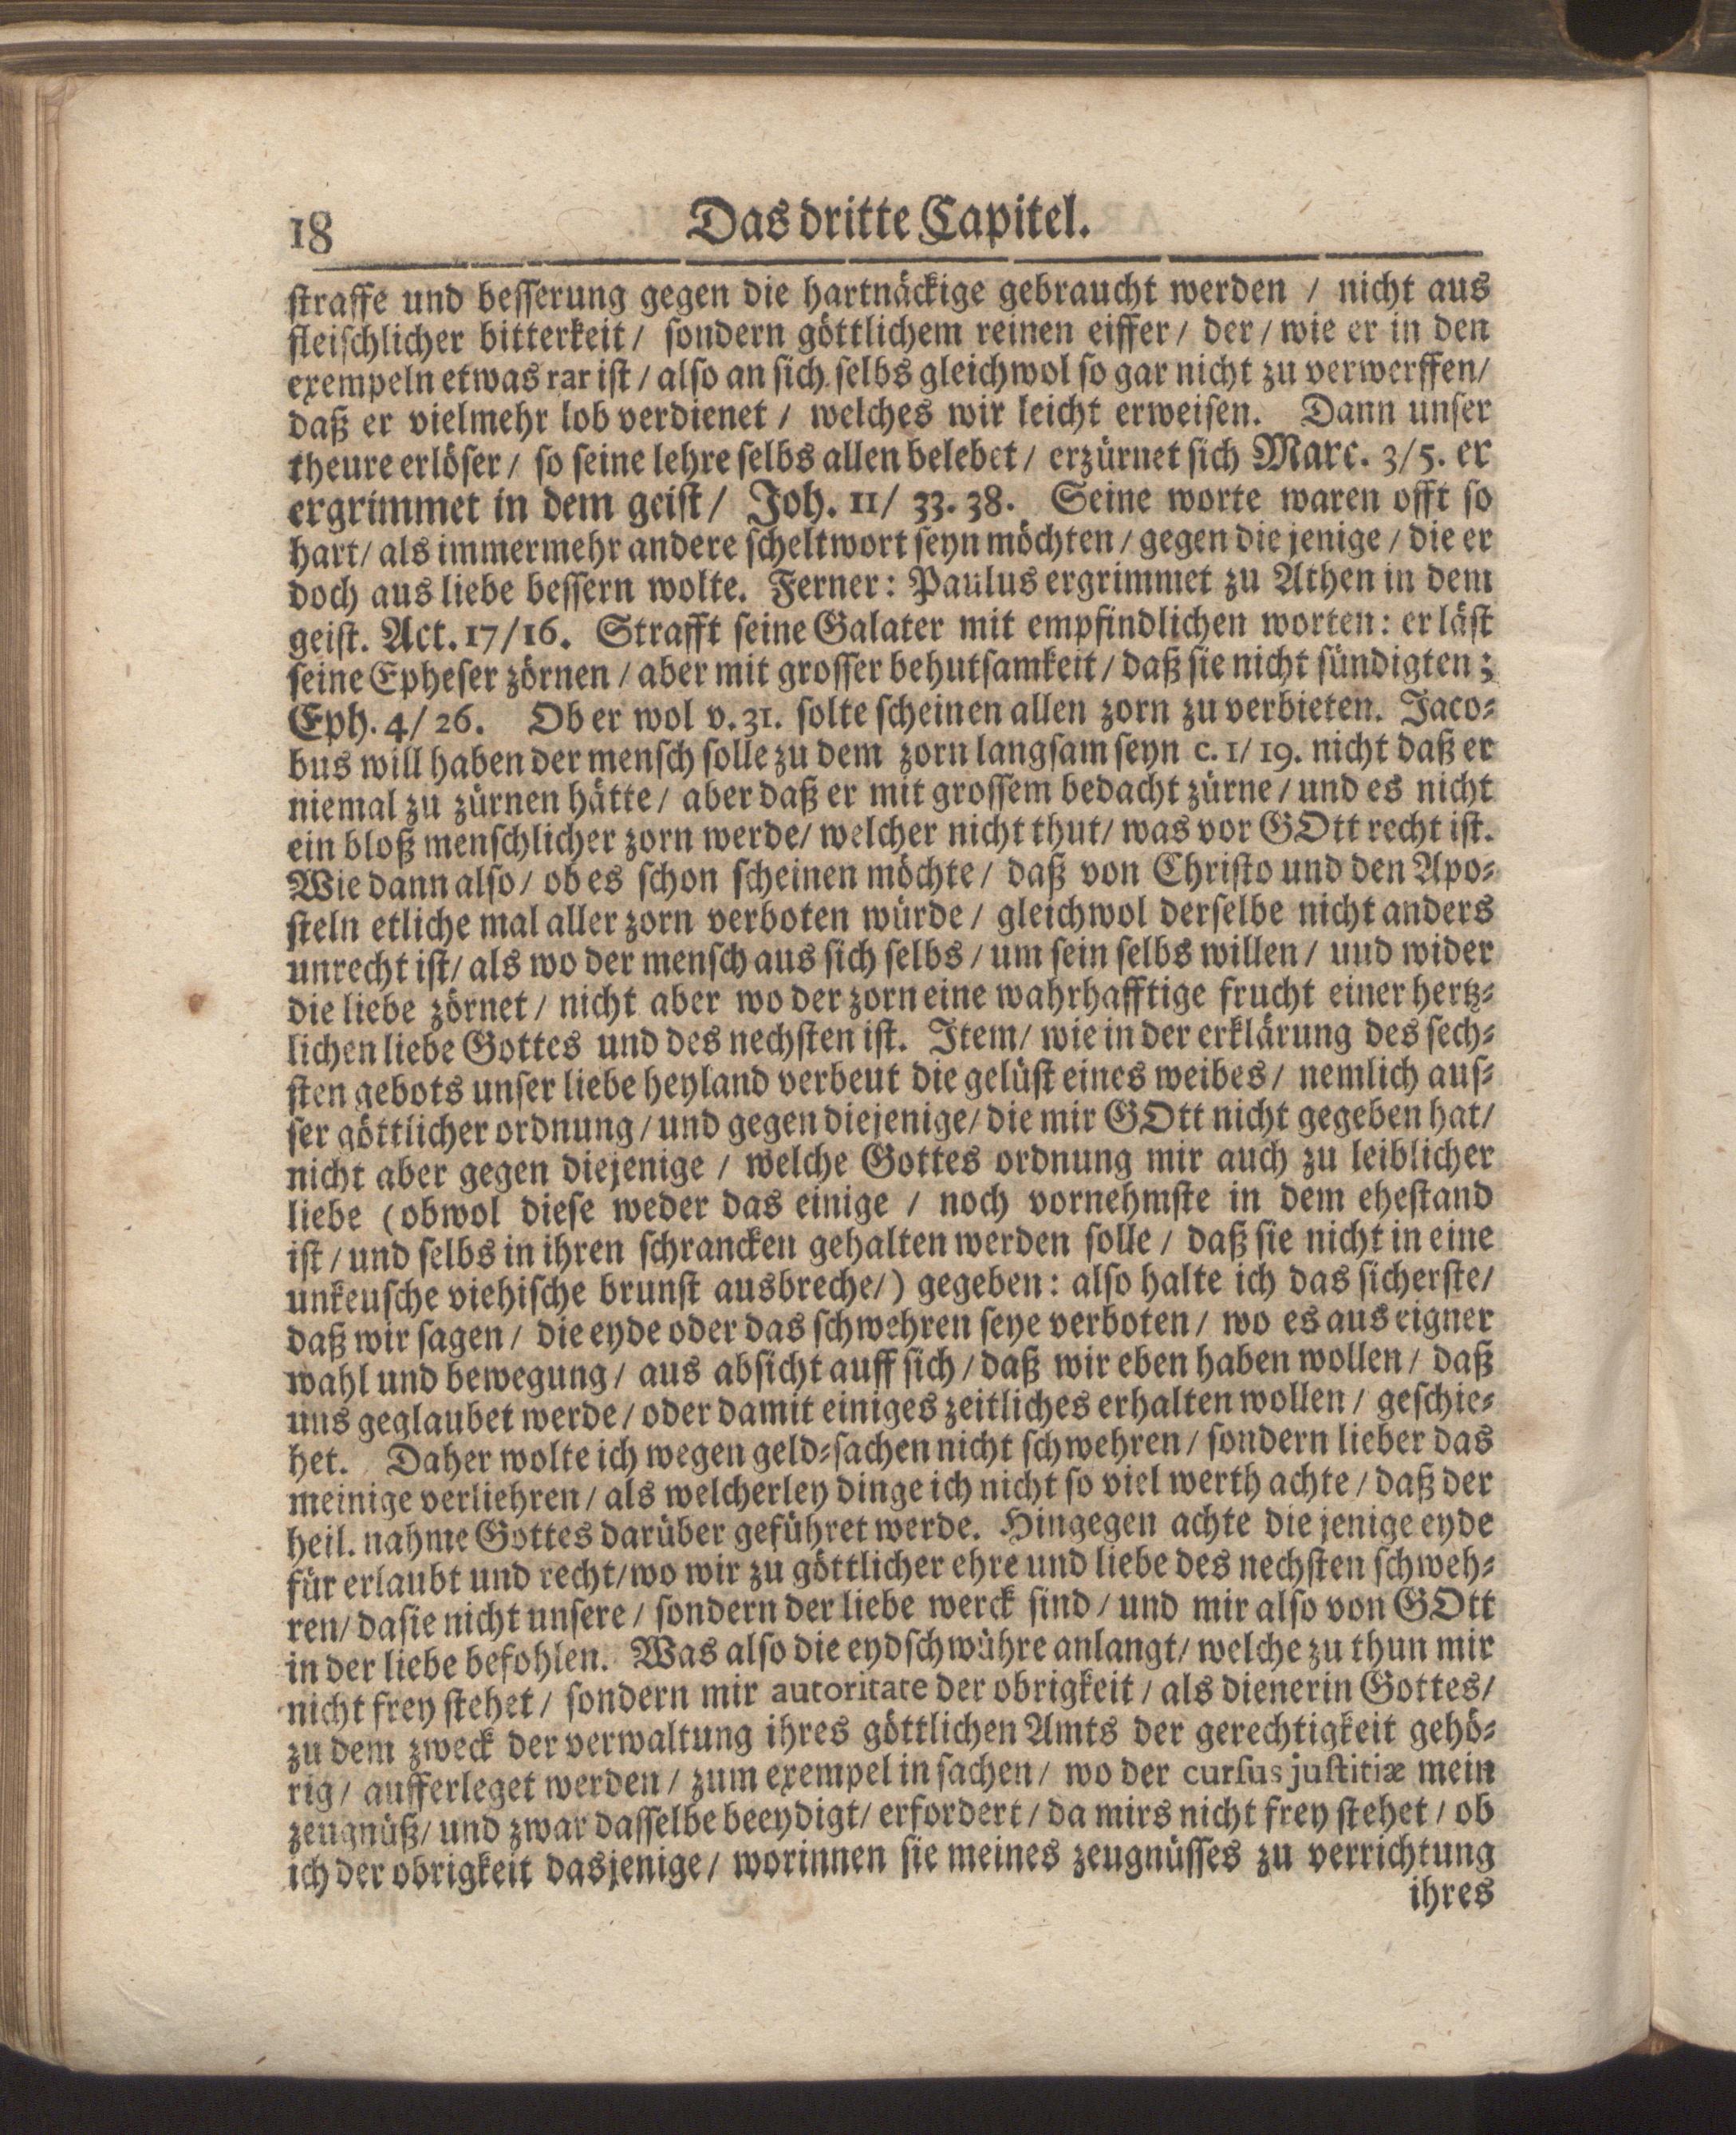 18 Das dritte Capitel.
straffe und besserung gegen die hartnäckige gebraucht werden / nicht aus
fleischlicher bitterkeit / sondern göttlichem reinen eiffer / der / wie er in den
exempeln etwas rar ist / also an sich selbs gleichwol so gar nicht zu verwerffen /
daß er vielmehr lob verdienet / welches wir leicht erweisen. Dann unser
theure erlöser / so seine lehre selbs allen belebet / erzürnet sich Marc. 3/5. er
ergrimmet in dem geist / Joh. 11/ 33. 38. Seine worte waren offt so
hart / als immermehr andere scheltwort seyn möchten / gegen die jenige / die er
doch aus liebe bessern wolte. Ferner: Paulus ergrimmet zu Athen in dem
geist. Act. 17/16. Strafft seine Galater mit empfindlichen worten: er läst
seine Epheser zörnen / aber mit grosser behutsamkeit / daß sie nicht sündigten;
Eph. 4/ 26. Ob er wol v. 31. solte scheinen allen zorn zu verbieten. Jaco-
bus will haben der mensch solle zu dem zorn langsam seyn c. 1/ 19. nicht daß er
niemal zu zürnen hätte / aber daß er mit grossem bedacht zürne / und es nicht
ein bloß menschlicher zorn werde / welcher nicht thut / was vor GOtt recht ist.
Wie dann also / ob es schon scheinen möchte / daß von Christo und den Apo-
steln etliche mal aller zorn verboten würde / gleichwol derselbe nicht anders
unrecht ist / als wo der mensch aus sich selbs / um sein selbs willen / und wider
die liebe zörnet / nicht aber wo der zorn eine wahrhafftige frucht einer hertz-
lichen liebe Gottes und des nechsten ist. Item / wie in der erklärung des sech-
sten gebots unser liebe heyland verbeut die gelüst eines weibes / nemlich aus-
ser göttlicher ordnung / und gegen diejenige / die mir GOtt nicht gegeben hat /
nicht aber gegen diejenige / welche Gottes ordnung mir auch zu leiblicher
liebe (obwol diese weder das einige / noch vornehmste in dem ehestand
ist / und selbs in ihren schrancken gehalten werden solle / daß sie nicht in eine
unkeusche viehische brunst ausbreche /) gegeben: also halte ich das sicherste /
daß wir sagen / die eyde oder das schwehren seye verboten / wo es aus eigner
wahl und bewegung / aus absicht auff sich / daß wir eben haben wollen / daß
uns geglaubet werde / oder damit einiges zeitliches erhalten wollen / geschie-
het. Daher wolte ich wegen geld-sachen nicht schwehren / sondern lieber das
meinige verliehren / als welcherley dinge ich nicht so viel werth achte / daß der
heil. nahme Gottes darüber geführet werde. Hingegen achte die jenige eyde
für erlaubt und recht / wo wir zu göttlicher ehre und liebe des nechsten schweh-
ren / da sie nicht unsere / sondern der liebe werck sind / und mir also von GOtt
in der liebe befohlen. Was also die eydschwühre anlangt / welche zu thun mir
nicht frey stehet / sondern mir autoritate der obrigkeit / als dienerin Gottes /
zu dem zweck der verwaltung ihres göttlichen Amts der gerechtigkeit gehö-
rig / aufferleget werden / zum exempel in sachen / wo der cursus justitiæ mein
zeugnüß / und zwar dasselbe beeydigt / erfordert / da mirs nicht frey stehet / ob
ich der obrigkeit dasjenige / worinnen sie meines zeugnüsses zu verrichtung
ihres